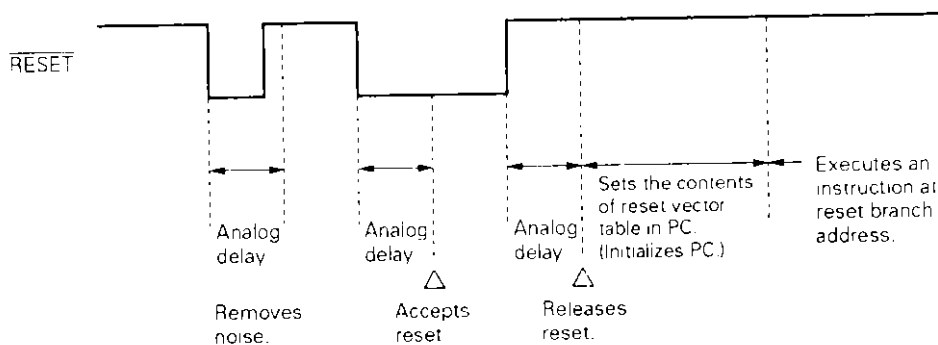 RESET
Analog
delay
Removes
noise.
Analog
delay
Accepts
reset
Analog
delay
Releases
reset.
Sets the contents
of reset vector
table in PC.
(Initializes PC.)
Executes an
instruction at
reset branch
address.